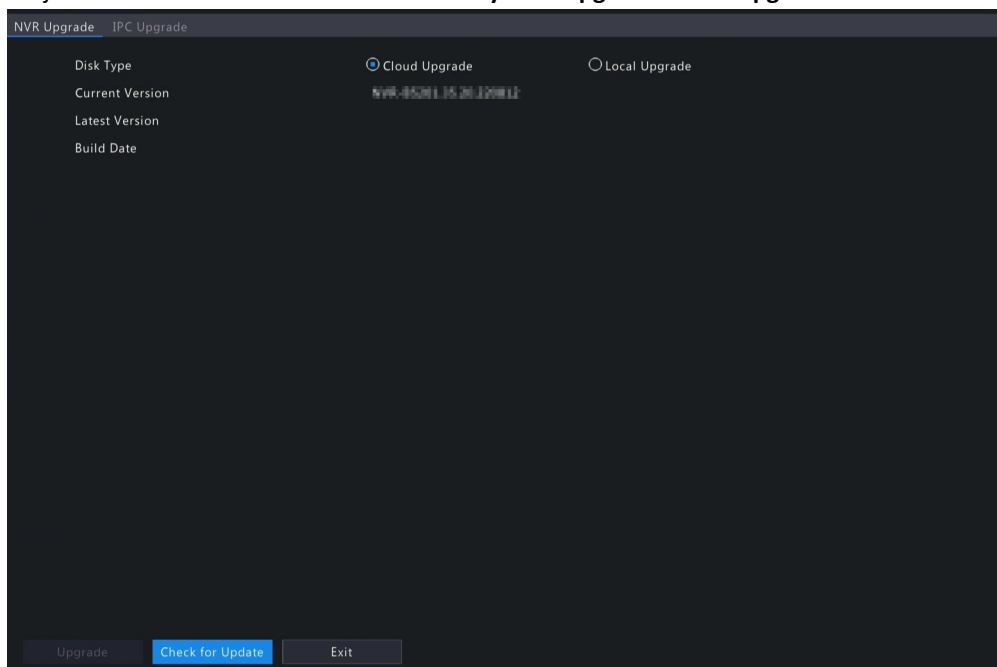 NVR Upgrade IPC Upgrade
Disk Type Cloud Upgrade Local Upgrade
Current Version
Latest Version
Build Date
Upgrade Check for Update Exit